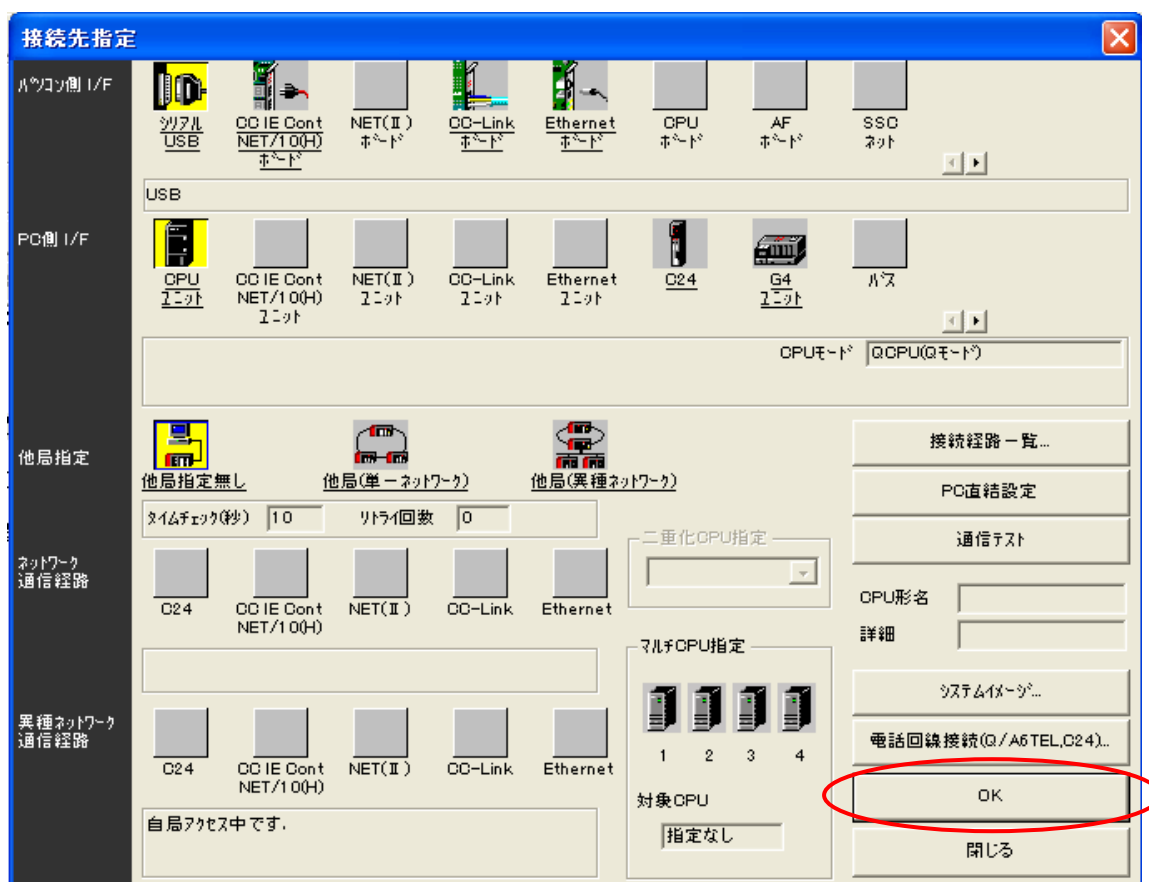 接続先指定
ﾊﾟｿｺﾝ側 I/F
ｼﾘｱﾙ
USB
CC IE Cont
NET/10(H)
ﾎﾞｰﾄﾞ
NET(Ⅱ)
ﾎﾞｰﾄﾞ
CC-Link
ﾎﾞｰﾄﾞ
Ethernet
ﾎﾞｰﾄﾞ
CPU
ﾎﾞｰﾄﾞ
AF
ﾎﾞｰﾄﾞ
SSC
ﾈｯﾄ
USB
PC側 I/F
CPU
ﾕﾆｯﾄ
CC IE Cont
NET/10(H)
ﾕﾆｯﾄ
NET(Ⅱ)
ﾕﾆｯﾄ
CC-Link
ﾕﾆｯﾄ
Ethernet
ﾕﾆｯﾄ
C24
G4
ﾕﾆｯﾄ
ﾊﾞｽ
CPUﾓｰﾄﾞ QCPU(Qﾓｰﾄﾞ)
他局指定
他局指定無し
他局(単一ﾈｯﾄﾜｰｸ)
他局(異種ﾈｯﾄﾜｰｸ)
ﾀｲﾑﾁｪｯｸ(秒) 10 ﾘﾄﾗｲ回数 0
接続経路一覧...
PC直結設定
通信ﾃｽﾄ
二重化CPU指定
ﾈｯﾄﾜｰｸ
通信経路
C24
CC IE Cont
NET/10(H)
NET(Ⅱ)
CC-Link
Ethernet
CPU形名
詳細
マルチCPU指定
1 2 3 4
対象CPU
指定なし
異種ﾈｯﾄﾜｰｸ
通信経路
C24
CC IE Cont
NET/10(H)
NET(Ⅱ)
CC-Link
Ethernet
自局ｱｸｾｽ中です.
ｼｽﾃﾑｲﾒｰｼﾞ...
電話回線接続(Q/A6TEL,C24)...
OK
閉じる